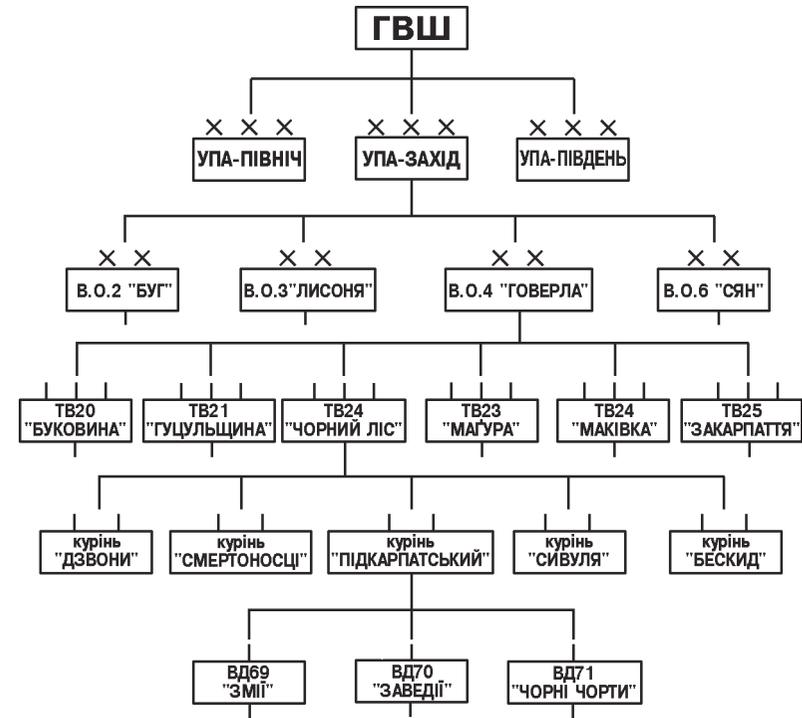 ГВШ
УПА-ПІВНІЧ
УПА-ЗАХІД
УПА-ПІВДЕНЬ
В.О.2 "БУГ"
В.О.3"ЛИСОНЯ"
В.О.4 "ГОВЕРЛА"
В.О.6 "СЯН"
ТВ20
"БУКОВИНА"
ТВ21
"ГУЦУЛЬЩИНА"
ТВ24
"ЧОРНИЙ ЛІС"
ТВ23
"МАҐУРА"
ТВ24
"МАКІВКА"
ТВ25
"ЗАКАРПАТТЯ"
курінь
"ДЗВОНИ"
курінь
"СМЕРТОНОСЦІ"
курінь
"ПІДКАРПАТСЬКИЙ"
курінь
"СИВУЛЯ"
курінь
"БЕСКИД"
ВД69
"ЗМІЇ"
ВД70
"ЗАВЕДІЇ"
ВД71
"ЧОРНІ ЧОРТИ"